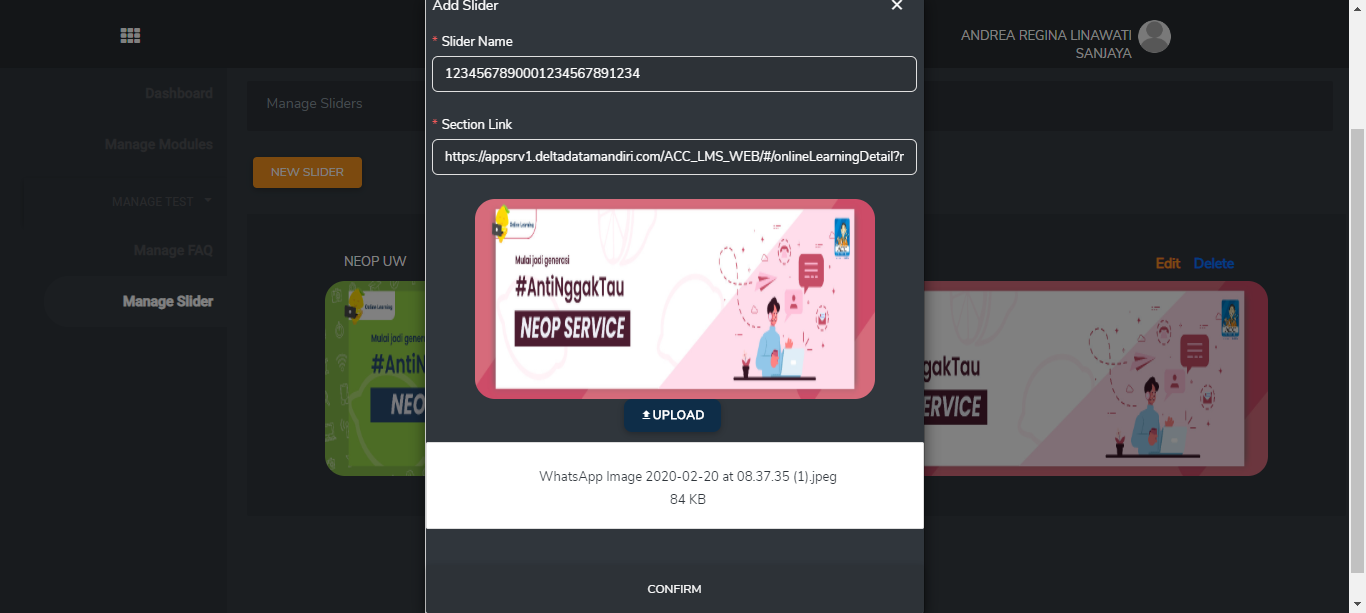 Add Slider
ANDREA REGINA LINAWATI
SANJAYA
* Slider Name
1234567890001234567891234
* Section Link
https://appsrv1.deltadatamandiri.com/ACC_LMS_WEB/#/onlineLearningDetail?r
Dashboard
Manage Modules
MANAGE TEST
Manage FAQ
Manage Slider
Manage Sliders
NEW SLIDER
NEOP UW
Edit Delete
Online Learning
Mulai jadi gener
#AntiN
NEO
Online Learning
Mulai jadi generasi
#AntiNggakTau
NEOP SERVICE
gakTau
ERVICE
UPLOAD
WhatsApp Image 2020-02-20 at 08.37.35 (1).jpeg
84 KB
CONFIRM